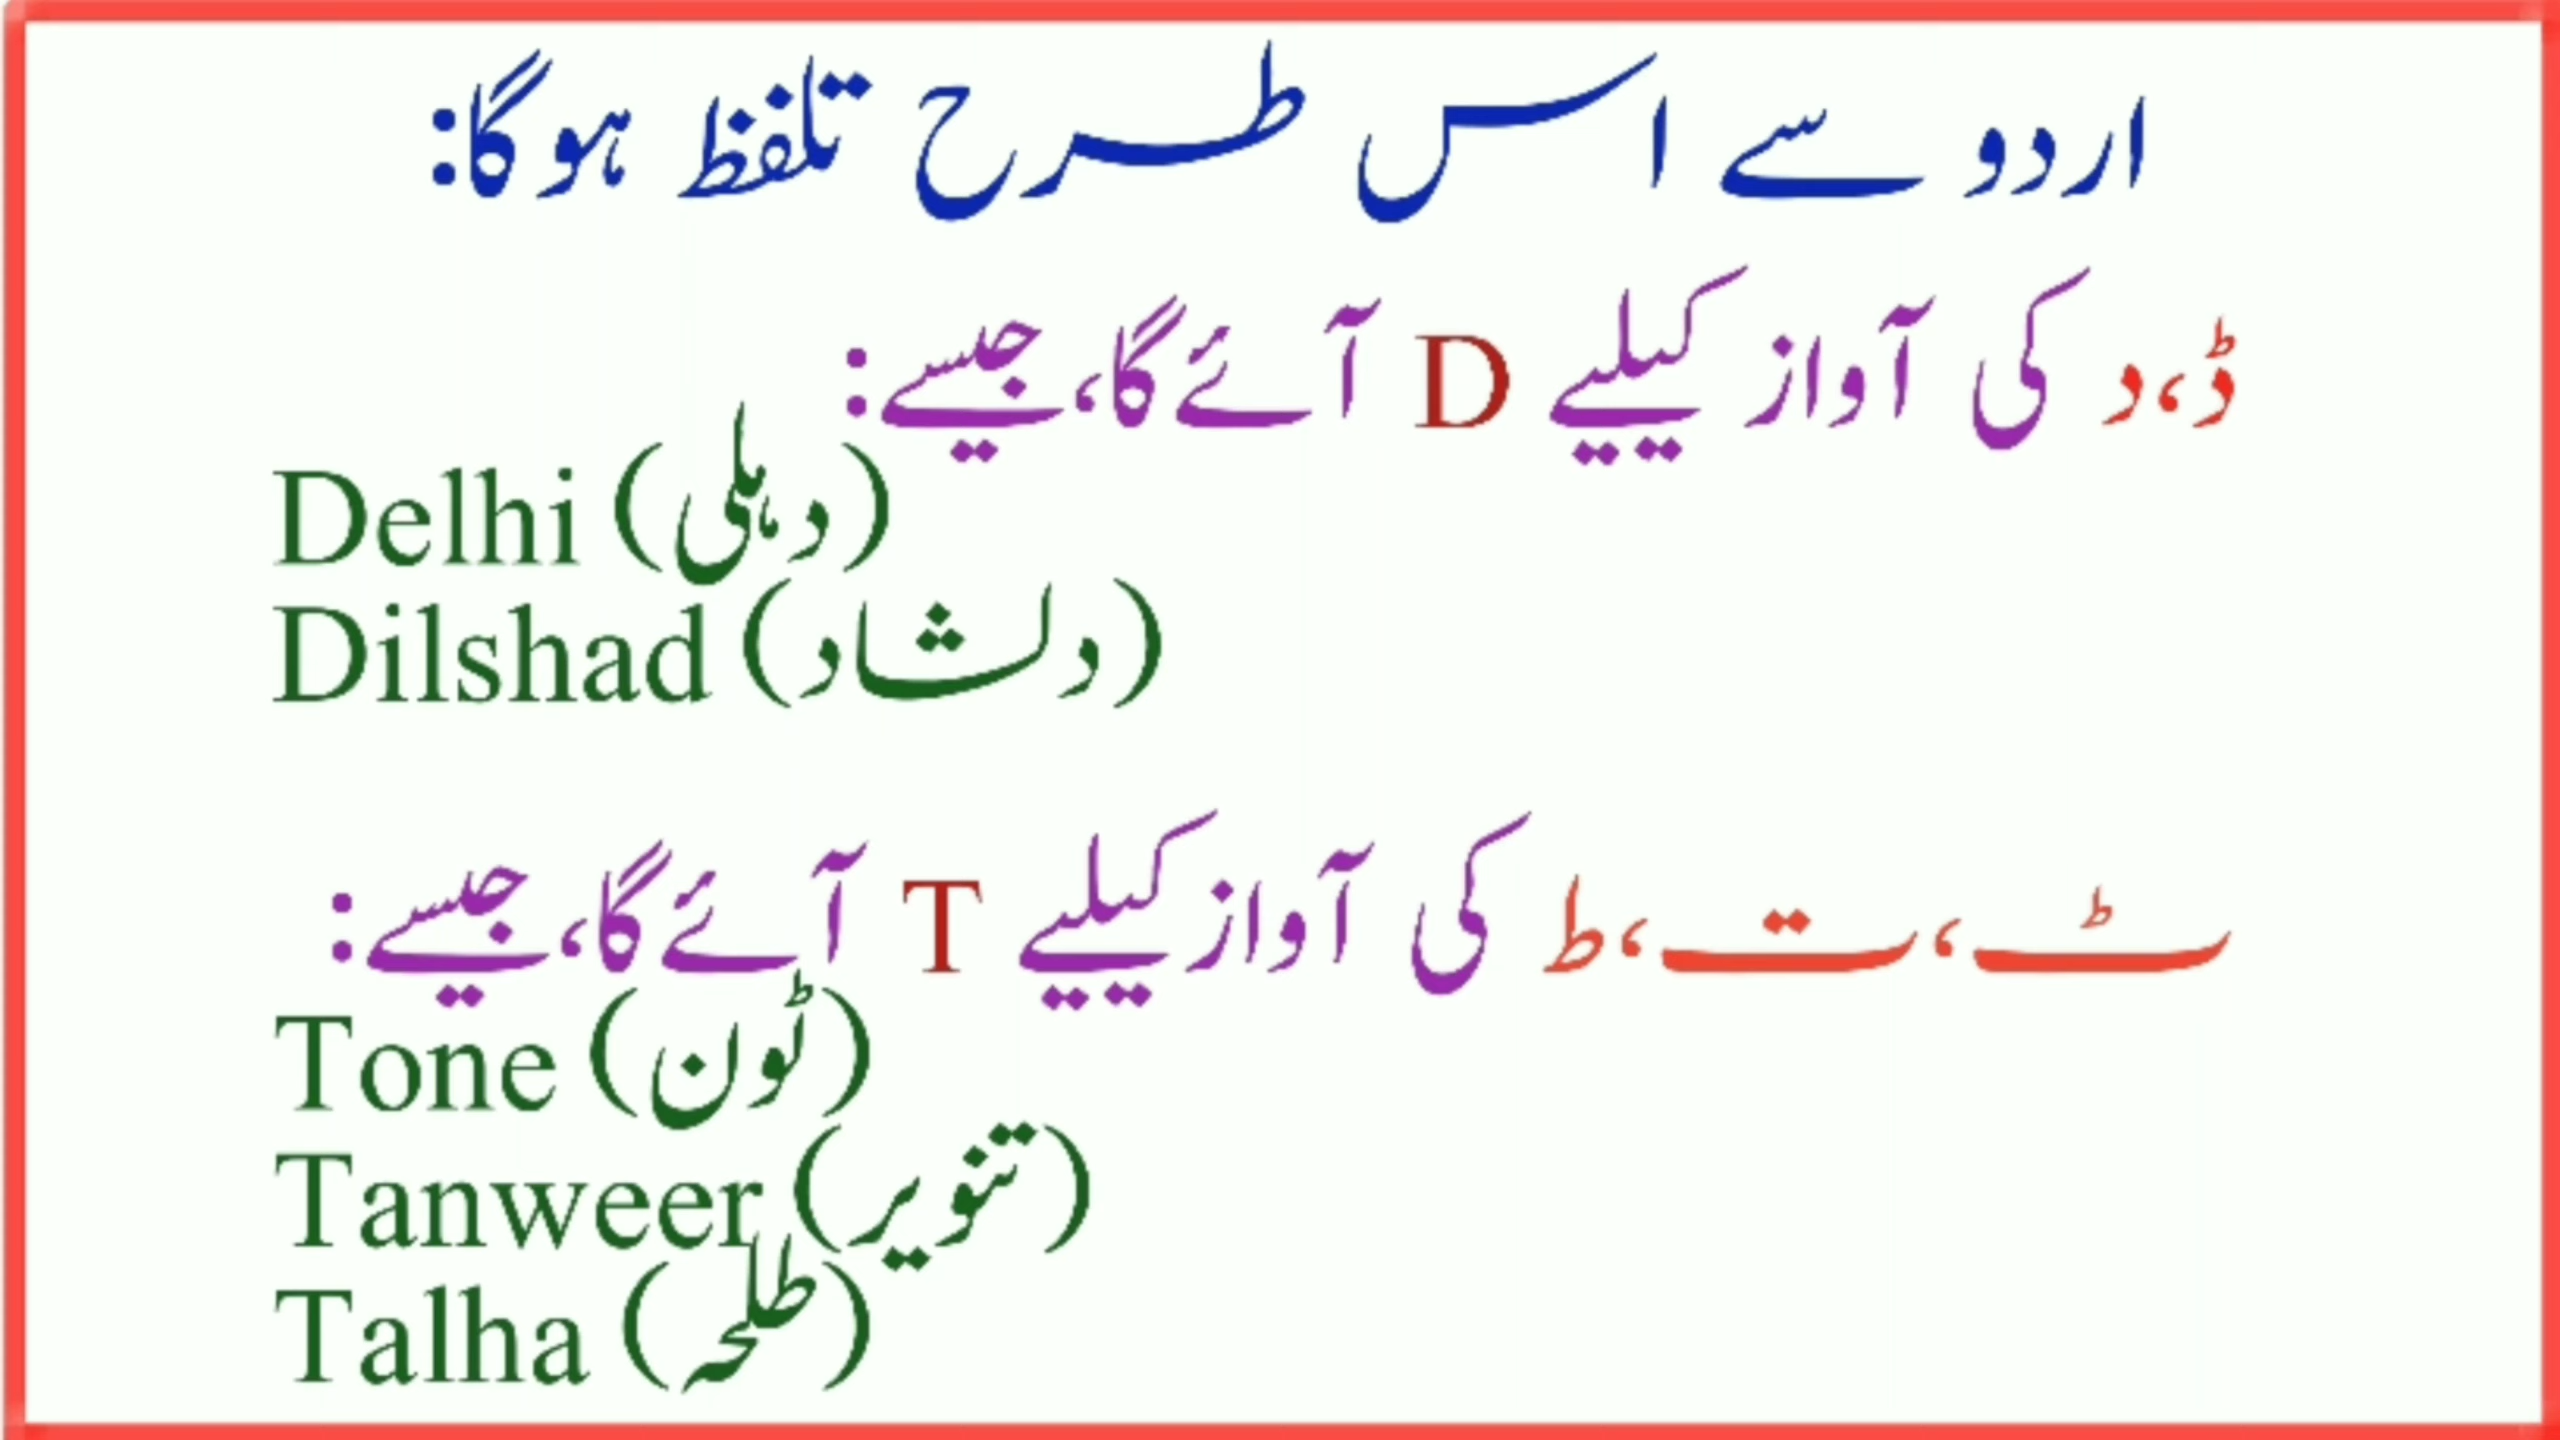 اردو سے اس طرح تلفظ ہوگا:
ڈ،د کی آواز کیلیے D آئے گا، جیسے:
Delhi (دہلی)
Dilshad (دلشاد)
ٹ،ت،ط کی آواز کیلیے T آئے گا، جیسے:
Tone (ٹون)
Tanweer (تنویر)
Talha (طلحہ)